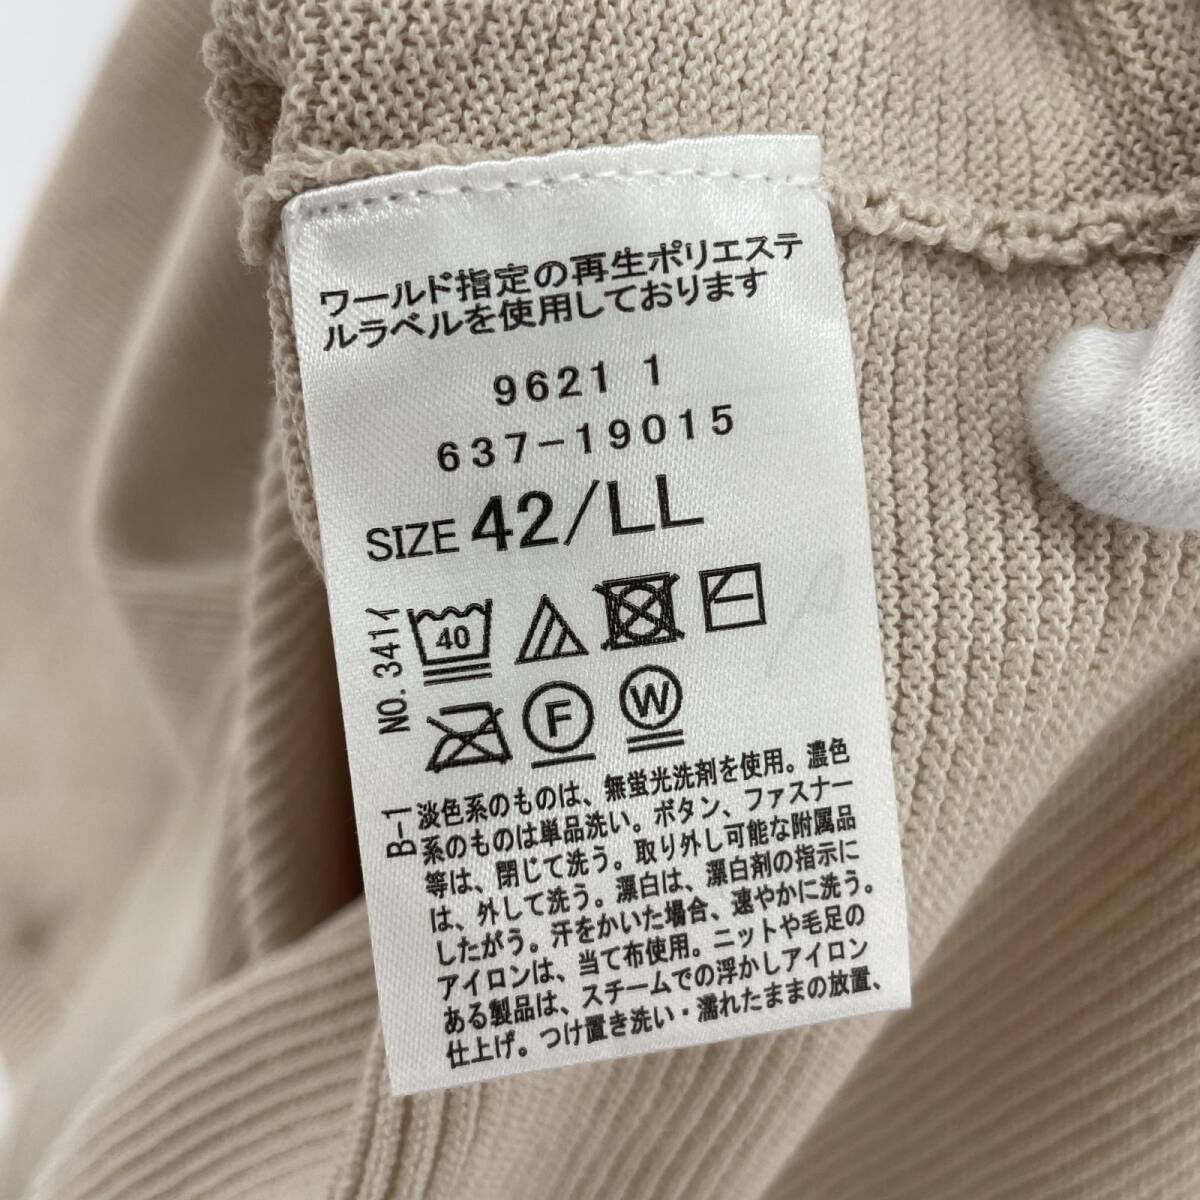 ワールド指定の再生ポリエステ
ルラベルを使用しております
9621 1
637-19015
SIZE 42/LL
NO. 341イ
40
F
W
B-1
淡色系のものは、無蛍光洗剤を使用。濃色
系のものは単品洗い。ボタン、ファスナー
等は、閉じて洗う。取り外し可能な附属品
は、外して洗う。漂白は、漂白剤の指示に
したがう。汗をかいた場合、速やかに洗う。
アイロンは、当て布使用。ニットや毛足の
ある製品は、スチームでの浮かしアイロン
仕上げ。つけ置き洗い・濡れたままの放置、